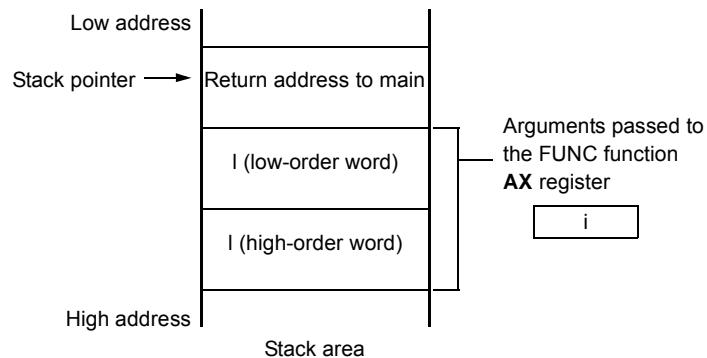 Low address
Stack pointer
Return address to main
l (low-order word)
l (high-order word)
High address
Stack area
Arguments passed to
the FUNC function
AX register
i